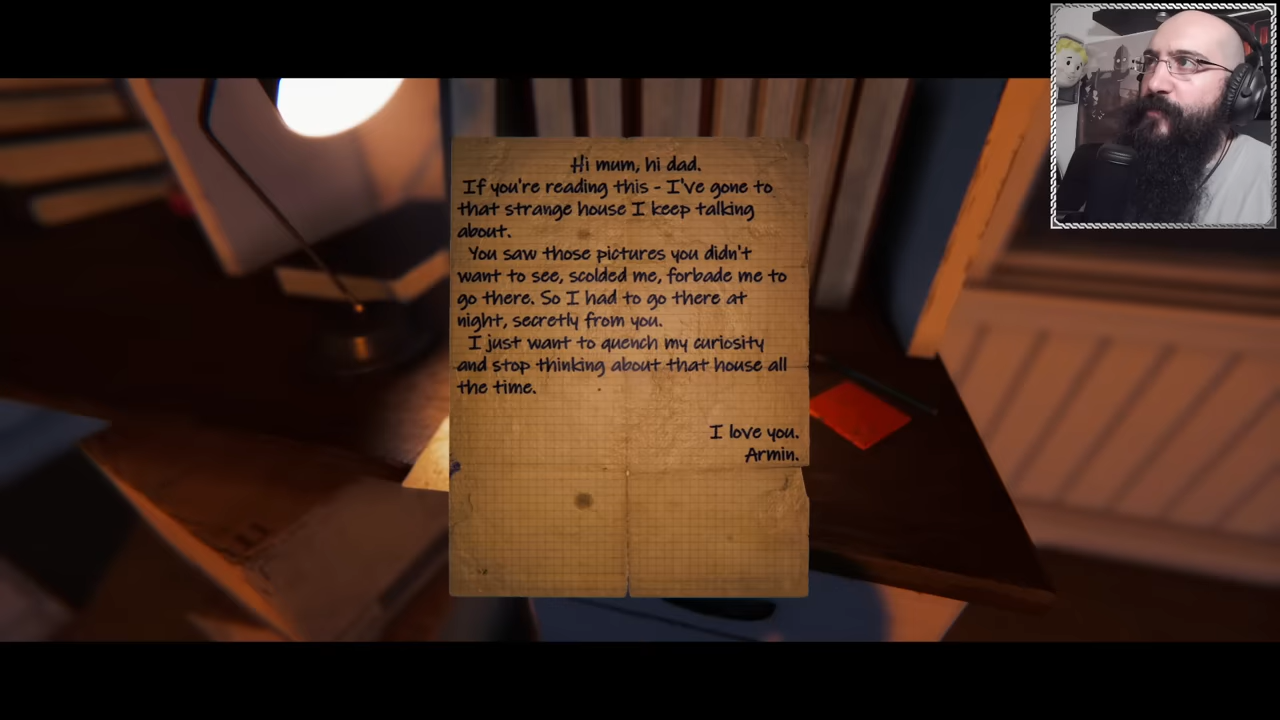 Hi mum, hi dad.
If you're reading this - I've gone to
that strange house I keep talking
about.
You saw those pictures you didn't
want to see, scolded me, forbade me to
go there. So I had to go there at
night, secretly from you.
I just want to quench my curiosity
and stop thinking about that house all
the time.
I love you.
Armin.